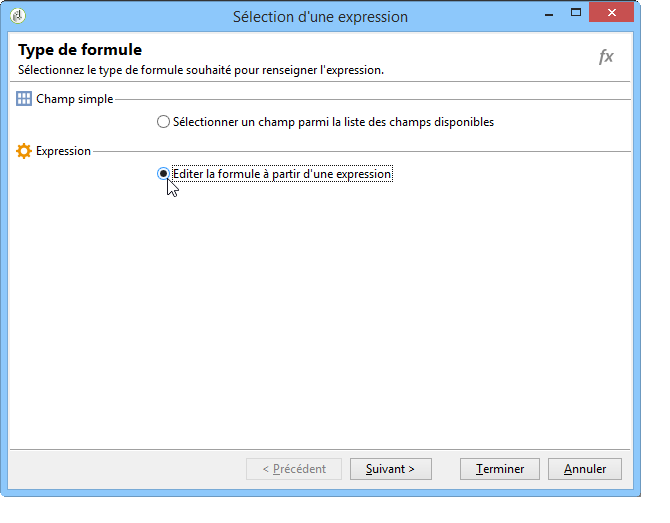 Sélection d'une expression
Type de formule
Sélectionnez le type de formule souhaité pour renseigner l'expression.
fx
Champ simple
Sélectionner un champ parmi la liste des champs disponibles
Expression
Editer la formule à partir d'une expression
< Précédent
Suivant >
Terminer
Annuler